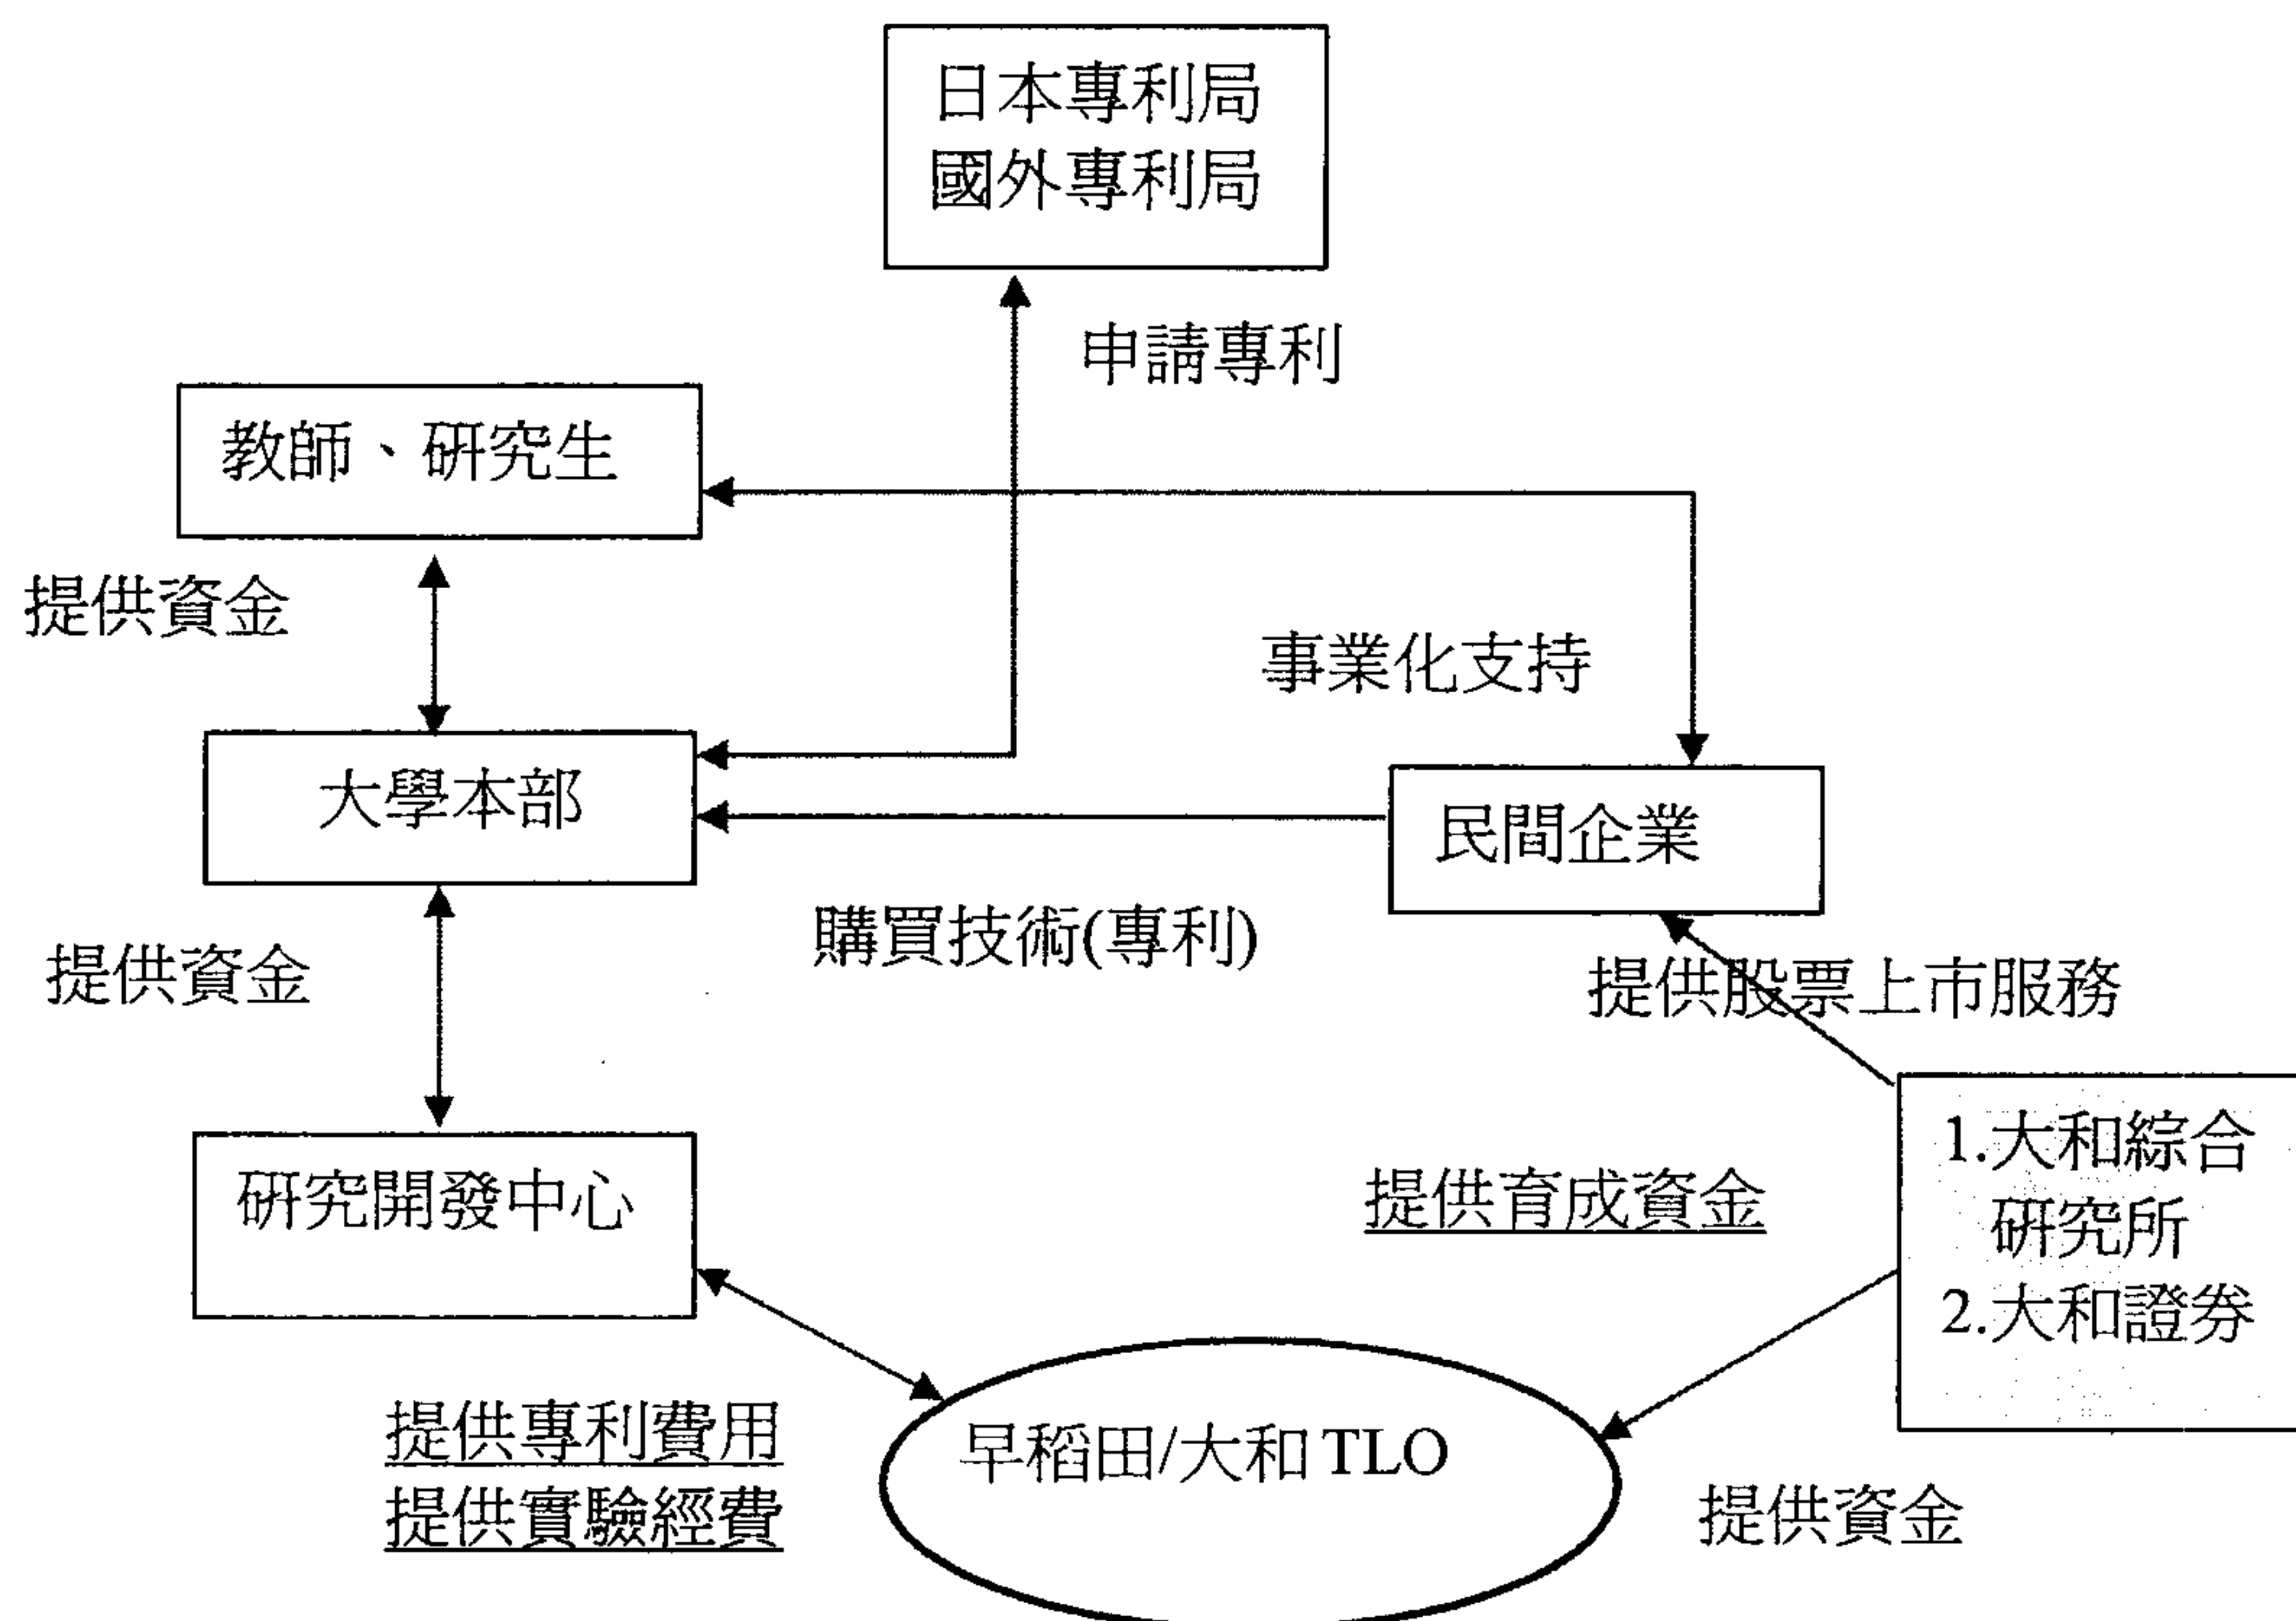 日本專利局
國外專利局
申請專利
教師、研究生
提供資金
事業化支持
大學本部
民間企業
購買技術(專利)
提供資金
提供股票上市服務
1.大和綜合
研究所
2.大和證券
研究開發中心
提供育成資金
提供專利費用
提供實驗經費
早稻田/大和 TLO
提供資金